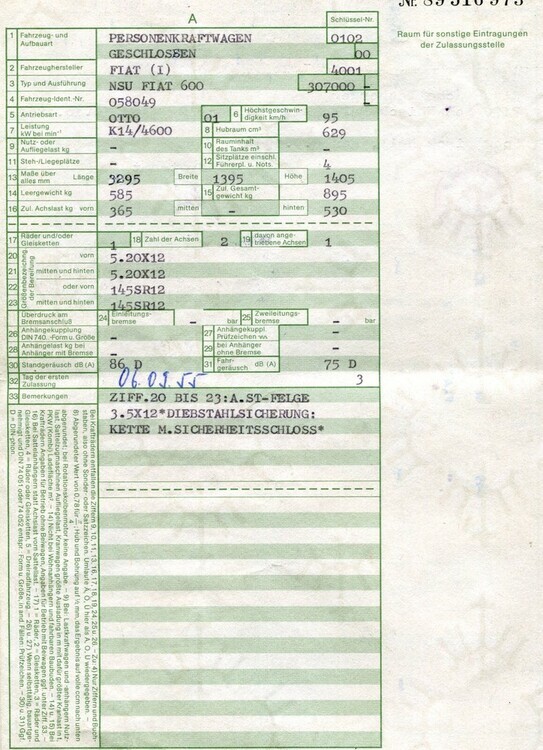 Nr. 89516975
A
Schlüssel-Nr.
Raum für sonstige Eintragungen
der Zulassungsstelle
1 Fahrzeug- und Aufbauart PERSONENKRAFTWAGEN 0102
GESCHLOSSEN 00
2 Fahrzeughersteller FIAT (I) 4001
3 Typ und Ausführung NSU FIAT 600 307000 -
4 Fahrzeug-Ident.-Nr. 058049 -
5 Antriebsart OTTO 01 6 Höchstgeschwindigkeit km/h 95
7 Leistung kW bei min⁻¹ K14/4600 8 Hubraum cm³ 629
9 Nutz- oder Aufliegelast kg - 10 Rauminhalt des Tanks m³ -
11 Steh-/Liegeplätze - 12 Sitzplätze einschl. Führerpl. u. Nots. 4
13 Maße über alles mm Länge 3295 Breite 1395 Höhe 1405
14 Leergewicht kg 585 15 Zul. Gesamtgewicht kg 895
16 Zul. Achslast kg vorn 365 mitten - hinten 530
17 Räder und/oder Gleisketten 1 18 Zahl der Achsen 2 19 davon angetriebene Achsen 1
Größenbezeichnung der Bereifung
20 vorn 5.20X12
21 mitten und hinten 5.20X12
22 oder vorn 145SR12
23 mitten und hinten 145SR12
Überdruck am Bremsanschluß 24 Einleitungsbremse - bar 25 Zweileitungsbremse - bar
26 Anhängekupplung DIN 740.-Form u. Größe - 27 Anhängekuppl. Prüfzeichen -
28 Anhängelast kg bei Anhänger mit Bremse - 29 bei Anhänger ohne Bremse -
30 Standgeräusch dB (A) 86 D 31 Fahrgeräusch dB (A) 75 D
32 Tag der ersten Zulassung 06.09.55 3
33 Bemerkungen ZIFF.20 BIS 23:A.ST-FELGE
3.5X12*DIEBSTAHLSICHERUNG:
KETTE M.SICHERHEITSSCHLOSS*